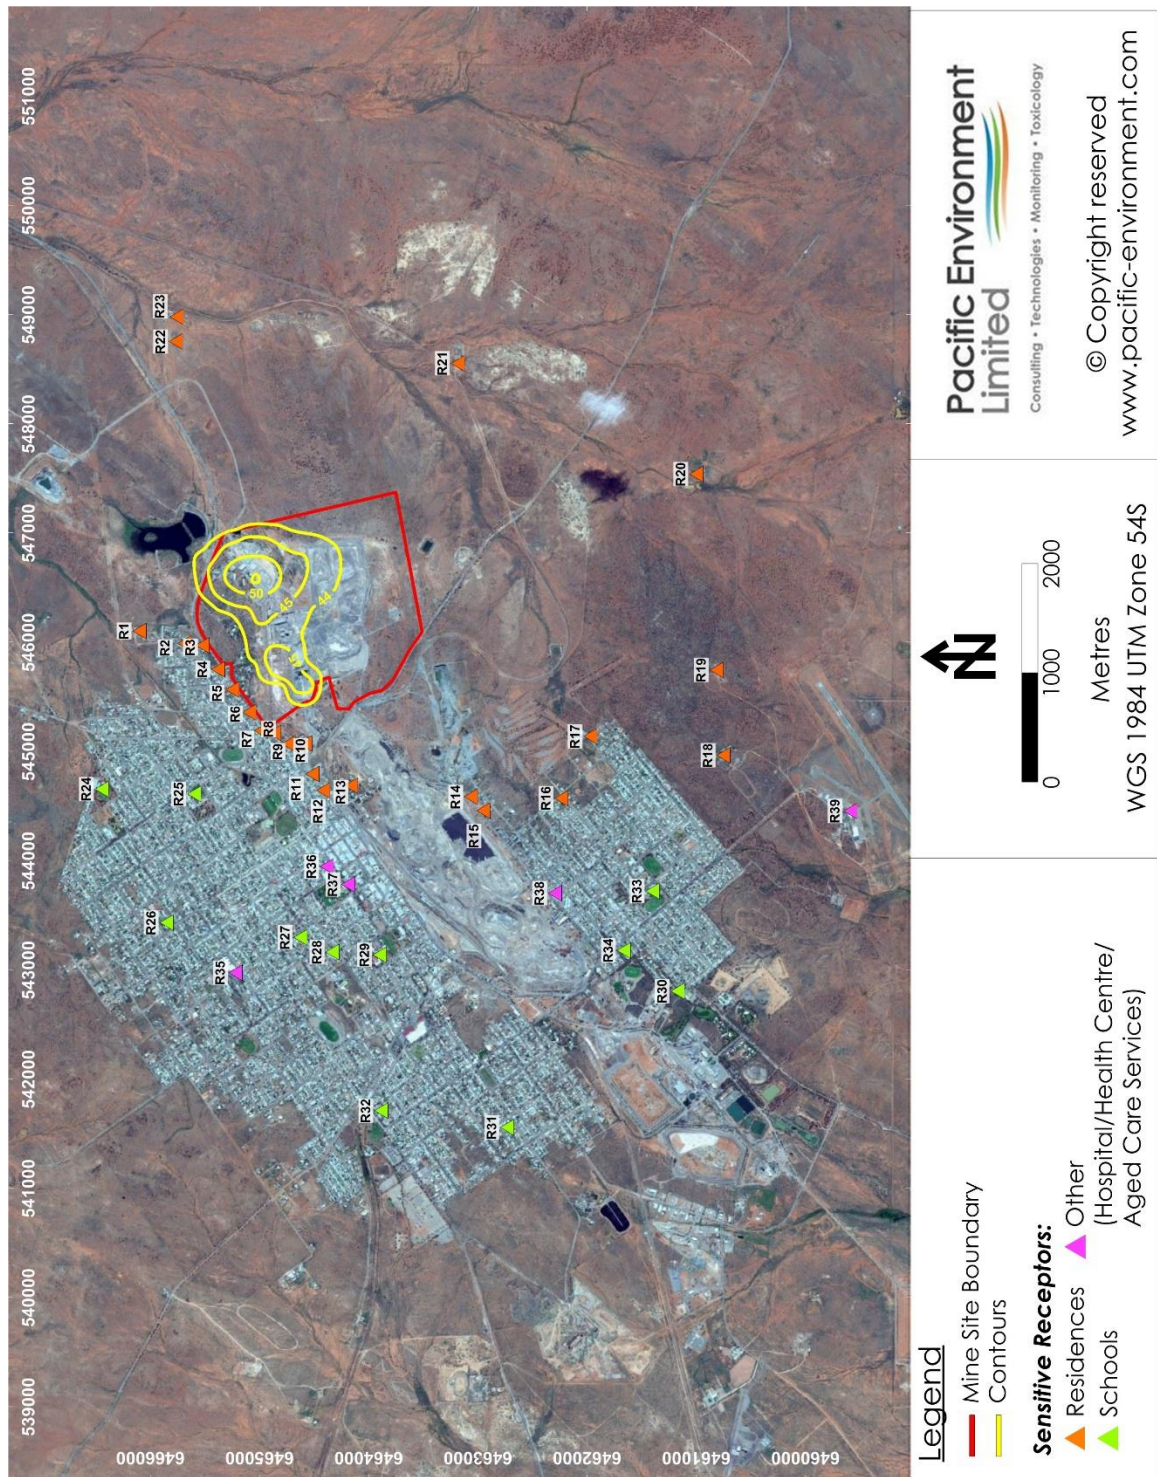 551000
550000
549000
548000
547000
546000
545000
544000
543000
542000
541000
540000
539000
6466000
6465000
6464000
6463000
6462000
6461000
6460000
R1
R2
R3
R4
R5
R6
R7
R8
R9
R10
R11
R12
R13
R14
R15
R16
R17
R18
R19
R20
R21
R22
R23
R24
R25
R26
R27
R28
R29
R30
R31
R32
R33
R34
R35
R36
R37
R38
R39
50
45
44
45
Legend
Mine Site Boundary
Contours
Sensitive Receptors:
Residences
Schools
Other
(Hospital/Health Centre/
Aged Care Services)
N
0 1000 2000
Metres
WGS 1984 UTM Zone 54S
Pacific Environment
Limited
Consulting • Technologies • Monitoring • Toxicology
© Copyright reserved
www.pacific-environment.com